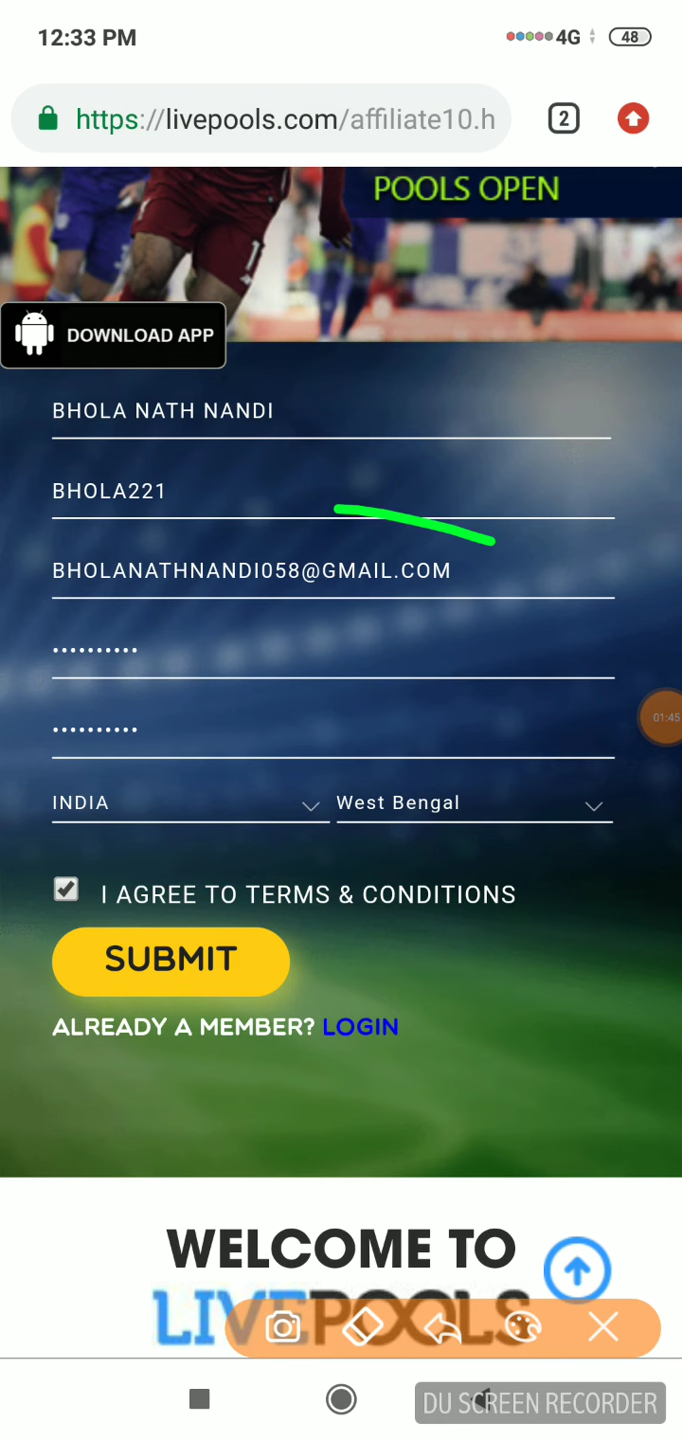 12:33 PM 4G 48
https://livepools.com/affiliate10.h 2
POOLS OPEN
DOWNLOAD APP
BHOLA NATH NANDI
BHOLA221
BHOLANATHNANDI058@GMAIL.COM
••••••••••
••••••••••
01:45
INDIA West Bengal
I AGREE TO TERMS & CONDITIONS
SUBMIT
ALREADY A MEMBER? LOGIN
WELCOME TO
LIVEPOOLS
DU SCREEN RECORDER